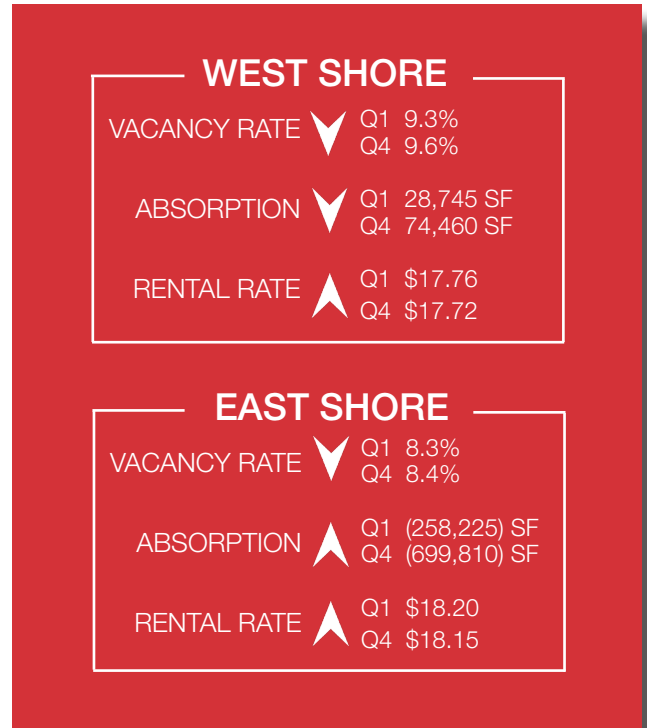 WEST SHORE
VACANCY RATE Q1 9.3%
Q4 9.6%
ABSORPTION Q1 28,745 SF
Q4 74,460 SF
RENTAL RATE Q1 $17.76
Q4 $17.72
EAST SHORE
VACANCY RATE Q1 8.3%
Q4 8.4%
ABSORPTION Q1 (258,225) SF
Q4 (699,810) SF
RENTAL RATE Q1 $18.20
Q4 $18.15